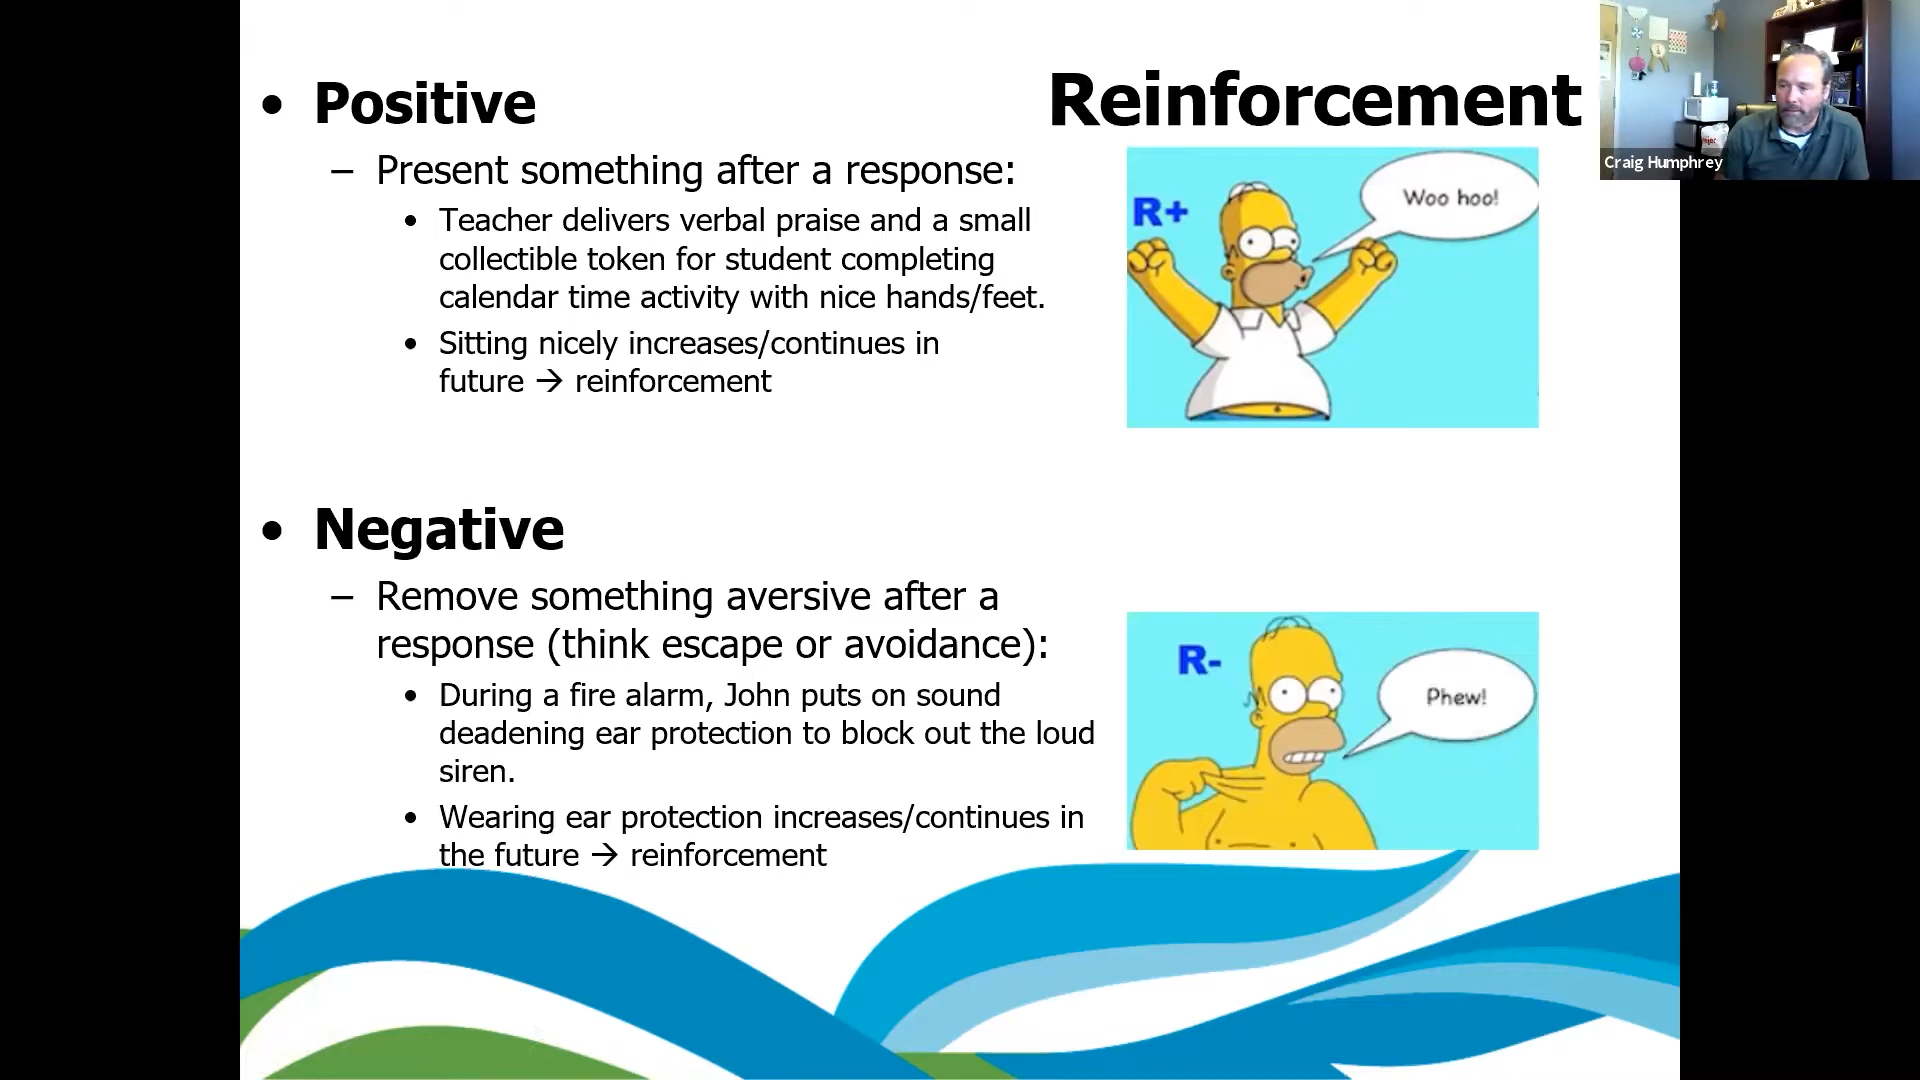 Reinforcement
• Positive
– Present something after a response:
• Teacher delivers verbal praise and a small
collectible token for student completing
calendar time activity with nice hands/feet.
• Sitting nicely increases/continues in
future → reinforcement
R+
Woo hoo!
• Negative
– Remove something aversive after a
response (think escape or avoidance):
• During a fire alarm, John puts on sound
deadening ear protection to block out the loud
siren.
• Wearing ear protection increases/continues in
the future → reinforcement
R-
Phew!
Craig Humphrey